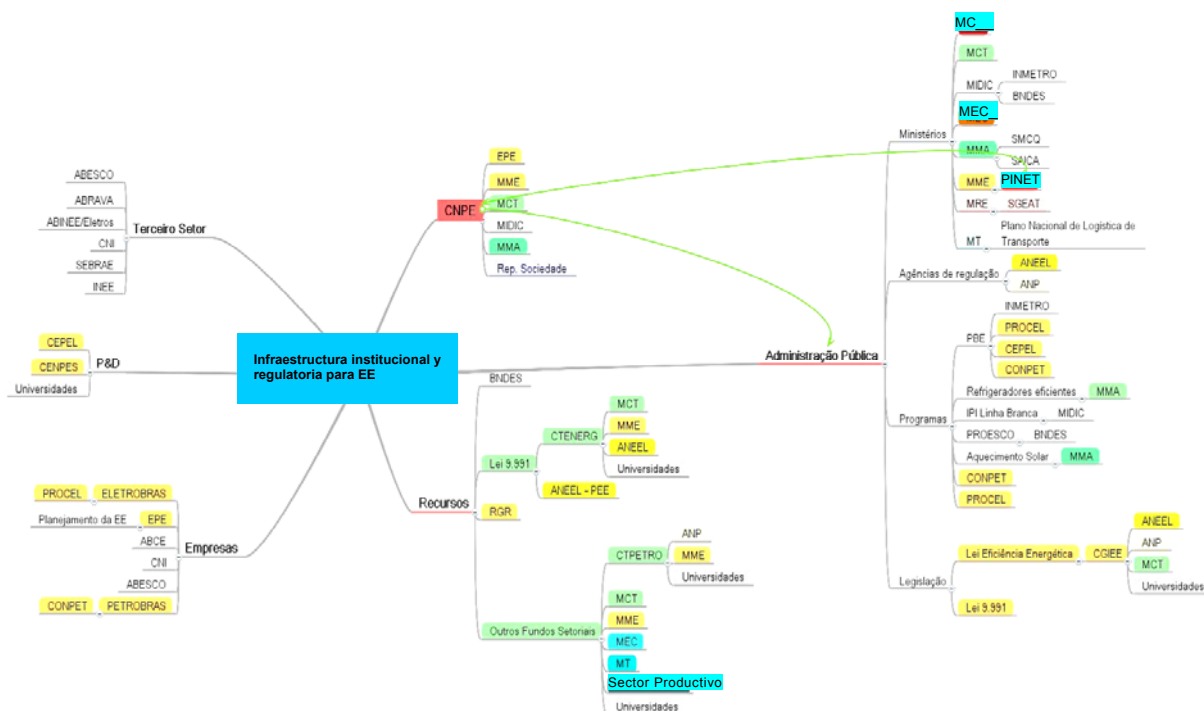 Infraestructura institucional y
regulatoria para EE
Terceiro Setor
ABESCO
ABRAVA
ABINEE/Eletros
CNI
SEBRAE
INEE
P&D
CEPEL
CENPES
Universidades
Empresas
PROCEL
ELETROBRAS
Planejamento da EE
EPE
ABCE
CNI
ABESCO
CONPET
PETROBRAS
CNPE
EPE
MME
MCT
MIDIC
MMA
Rep. Sociedade
Recursos
BNDES
Lei 9.991
CTENERG
MCT
MME
ANEEL
Universidades
ANEEL - PEE
RGR
Outros Fundos Setoriais
CTPETRO
ANP
MME
Universidades
MCT
MME
MEC
MT
Sector Productivo
Universidades
Administração Pública
Ministérios
MC__
MCT
MIDIC
INMETRO
BNDES
MEC_
MMA
SMCQ
SAICA
MME
PINET
MRE
SGEAT
MT
Plano Nacional de Logística de
Transporte
Agências de regulação
ANEEL
ANP
Programas
PBE
INMETRO
PROCEL
CEPEL
CONPET
Refrigeradores eficientes
MMA
IPI Linha Branca
MIDIC
PROESCO
BNDES
Aquecimento Solar
MMA
CONPET
PROCEL
Legislação
Lei Eficiência Energética
CGIEE
ANEEL
ANP
MCT
Universidades
Lei 9.991